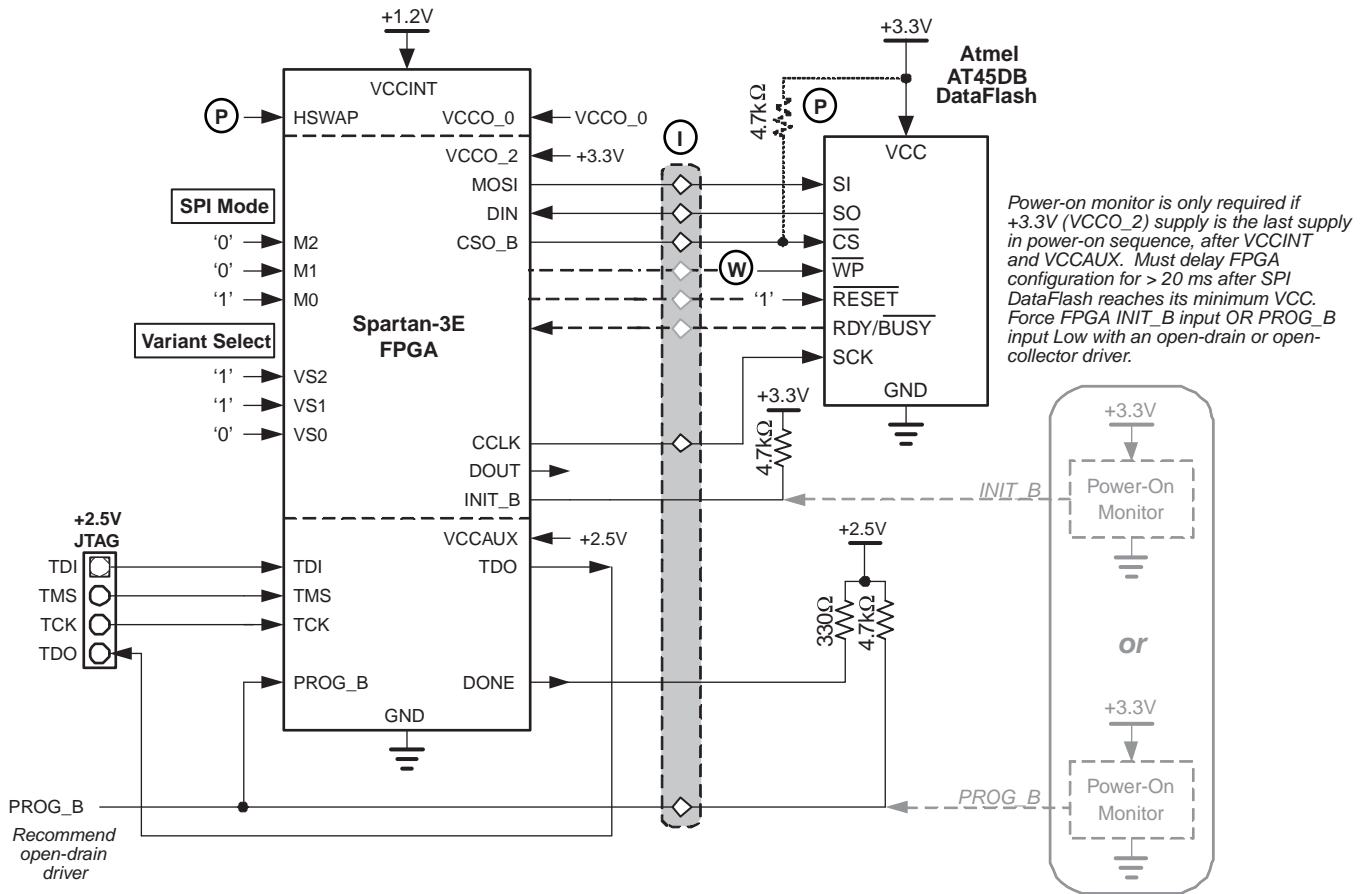 +1.2V
+3.3V
Atmel
AT45DB
DataFlash
VCCINT
P
HSWAP
VCCO_0
VCCO_0
4.7kΩ
P
I
VCC
VCCO_2
+3.3V
MOSI
SI
SPI Mode
DIN
SO
'0'
M2
CSO_B
CS
'0'
M1
W
WP
'1'
M0
'1'
RESET
Spartan-3E
FPGA
RDY/BUSY
Variant Select
SCK
'1'
VS2
'1'
VS1
'0'
VS0
GND
+3.3V
4.7kΩ
CCLK
DOUT
INIT_B
Power-on monitor is only required if
+3.3V (VCCO_2) supply is the last supply
in power-on sequence, after VCCINT
and VCCAUX. Must delay FPGA
configuration for > 20 ms after SPI
DataFlash reaches its minimum VCC.
Force FPGA INIT_B input OR PROG_B
input Low with an open-drain or open-
collector driver.
+3.3V
INIT_B
Power-On
Monitor
+2.5V
JTAG
VCCAUX
+2.5V
+2.5V
TDI
TDI
TDO
TMS
TMS
TCK
TCK
TDO
330Ω
4.7kΩ
or
PROG_B
DONE
GND
+3.3V
PROG_B
PROG_B
Power-On
Monitor
Recommend
open-drain
driver